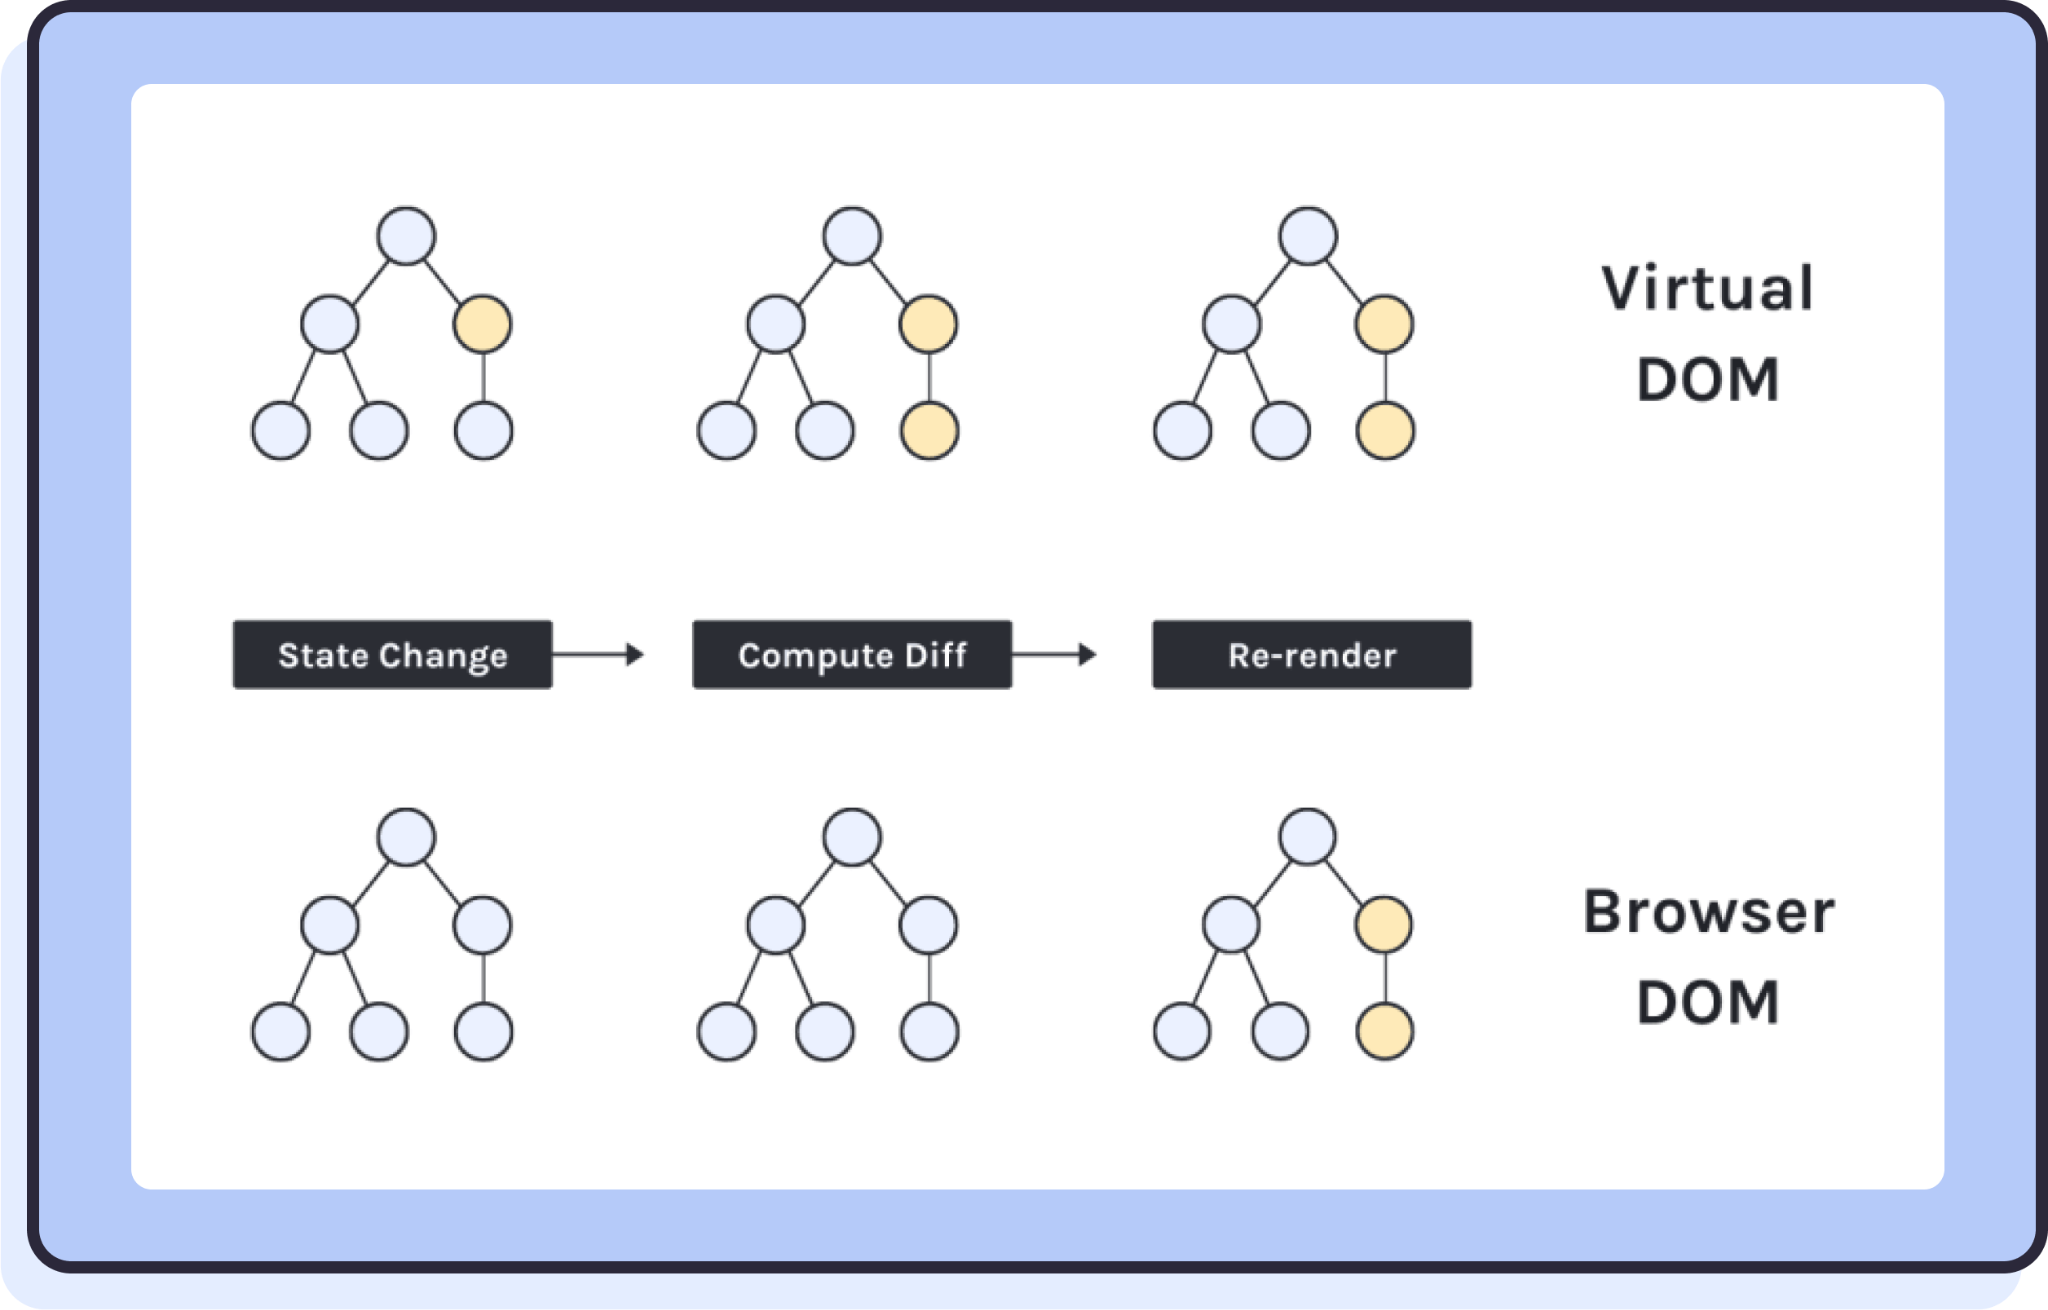 Virtual
DOM
State Change
Compute Diff
Re-render
Browser
DOM